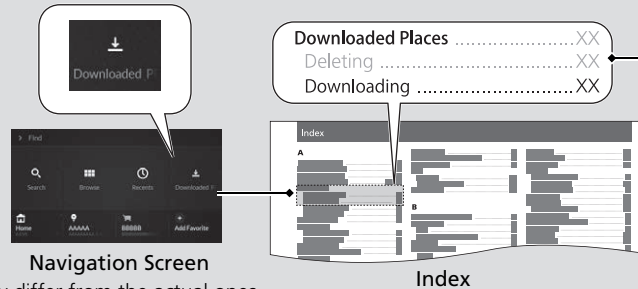 Downloaded P
Downloaded Places XX
Deleting XX
Downloading XX
Find
Search
Browse
Recents
Downloaded P
Home
AAAAA
BBBBB
Add Favorite
Index
A
B
Navigation Screen
Index
differ from the actual ones